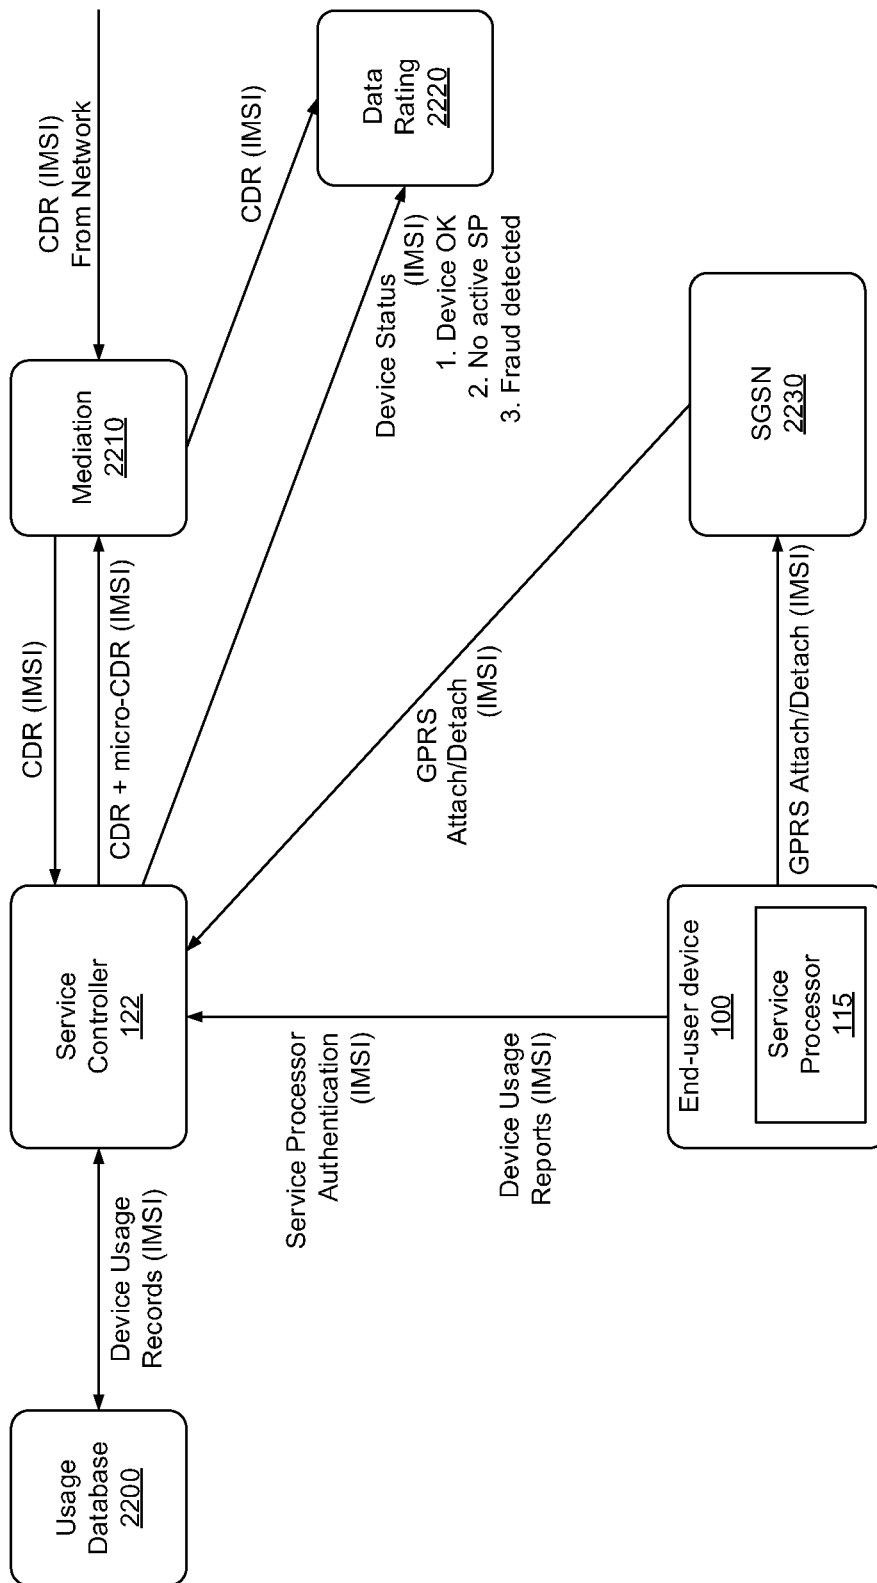 Usage
Database
2200
Device Usage
Records (IMSI)
Service
Controller
122
CDR (IMSI)
CDR + micro-CDR (IMSI)
Mediation
2210
CDR (IMSI)
From Network
CDR (IMSI)
Data
Rating
2220
Device Status
(IMSI)
1. Device OK
2. No active SP
3. Fraud detected
Service Processor
Authentication
(IMSI)
Device Usage
Reports (IMSI)
GPRS
Attach/Detach
(IMSI)
End-user device
100
Service
Processor
115
GPRS Attach/Detach (IMSI)
SGSN
2230